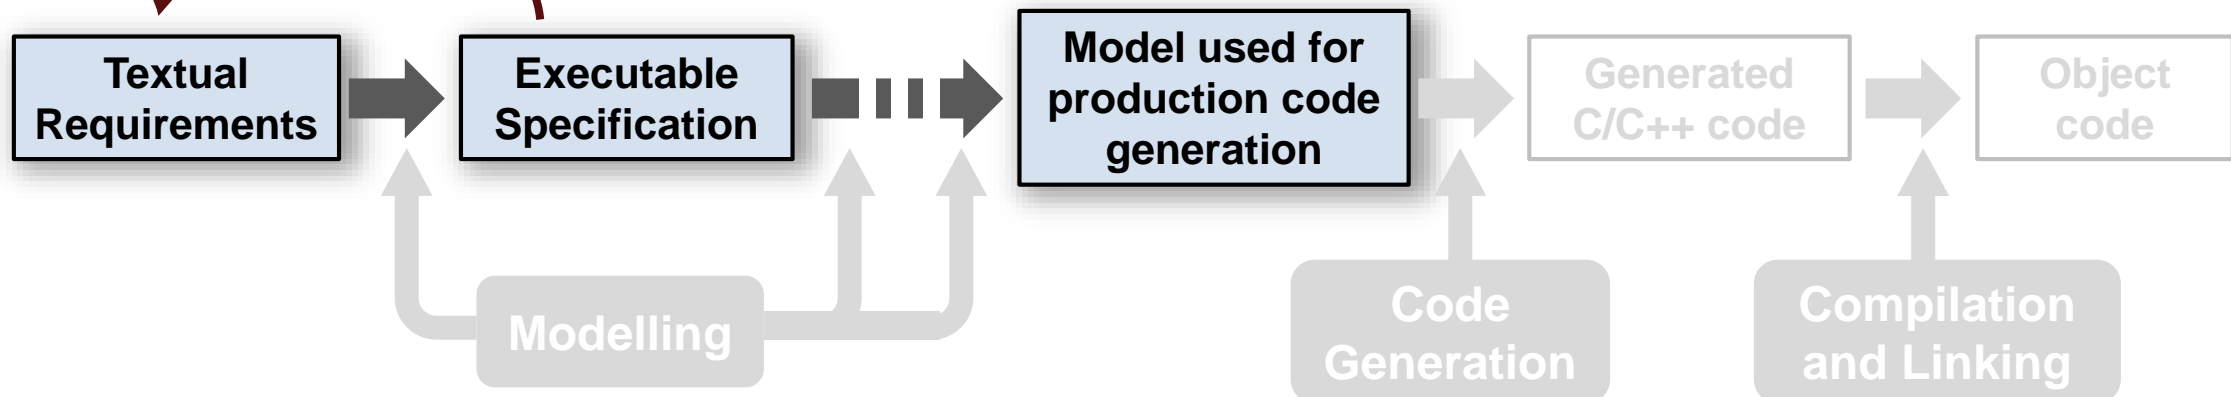 Textual
Requirements
Executable
Specification
Model used for
production code
generation
Generated
C/C++ code
Object
code
Modelling
Code
Generation
Compilation
and Linking